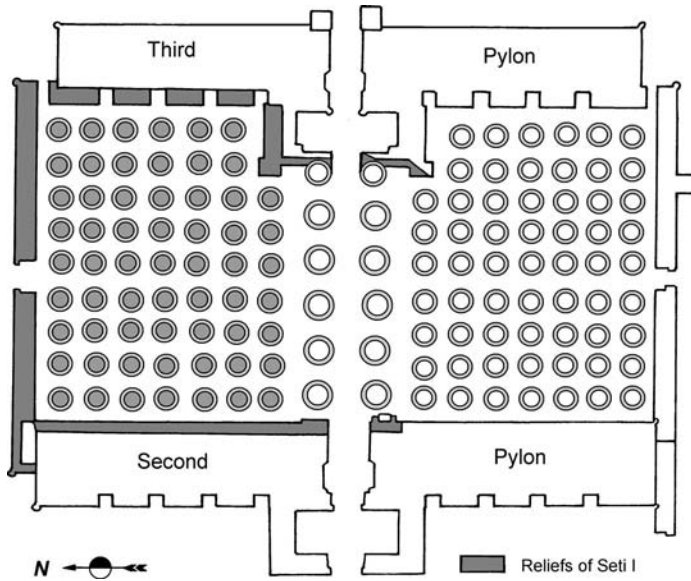 Third
Pylon
Second
Pylon
N
Reliefs of Seti I